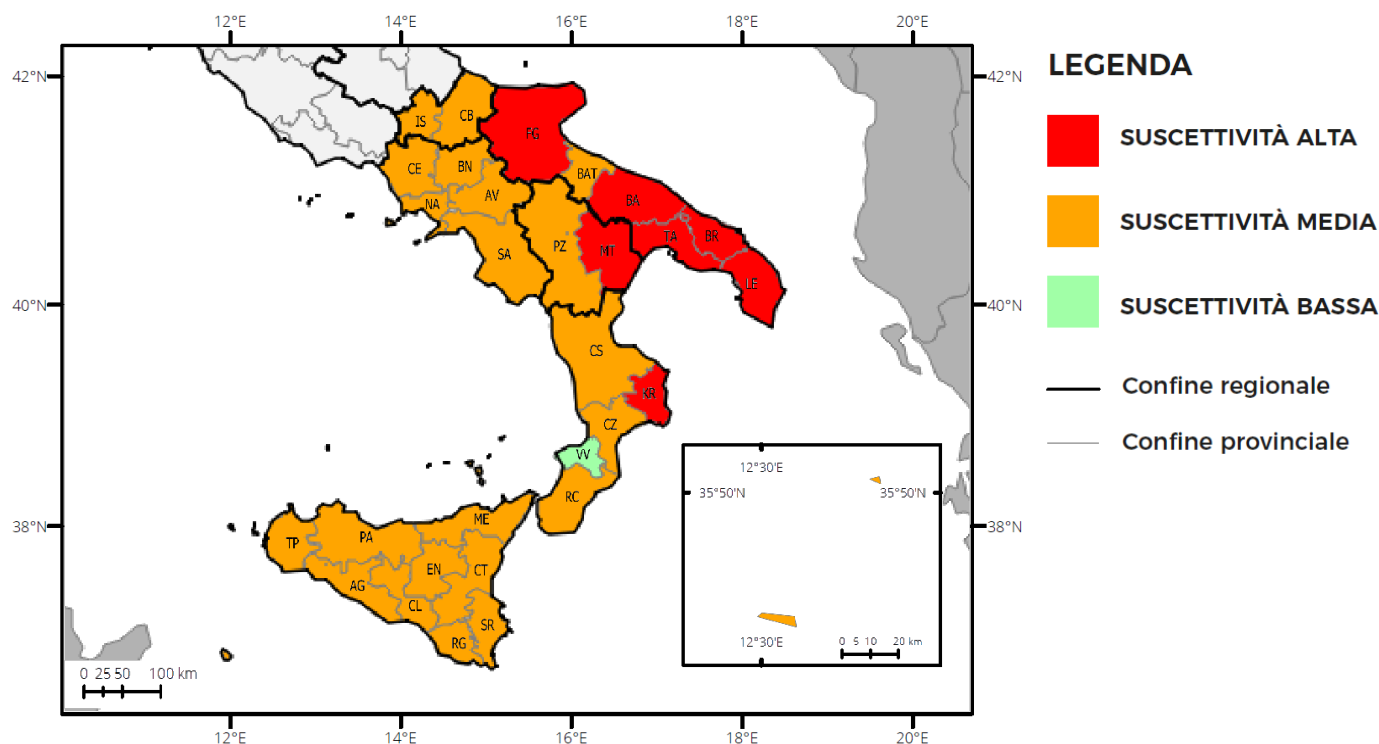 12°E 14°E 16°E 18°E 20°E
42°N 42°N
40°N 40°N
38°N 38°N
IS CB FG
CE BN BAT
NA AV BA
SA PZ MT TA BR
LE
CS
KR
CZ
VV
RC
ME
TP PA
AG EN CT
CL
SR
RG
12°30'E
35°50'N 35°50'N
12°30'E
0 5 10 20 km
0 25 50 100 km
12°E 14°E 16°E 18°E 20°E
LEGENDA
SUSCETTIVITÀ ALTA
SUSCETTIVITÀ MEDIA
SUSCETTIVITÀ BASSA
Confine regionale
Confine provinciale